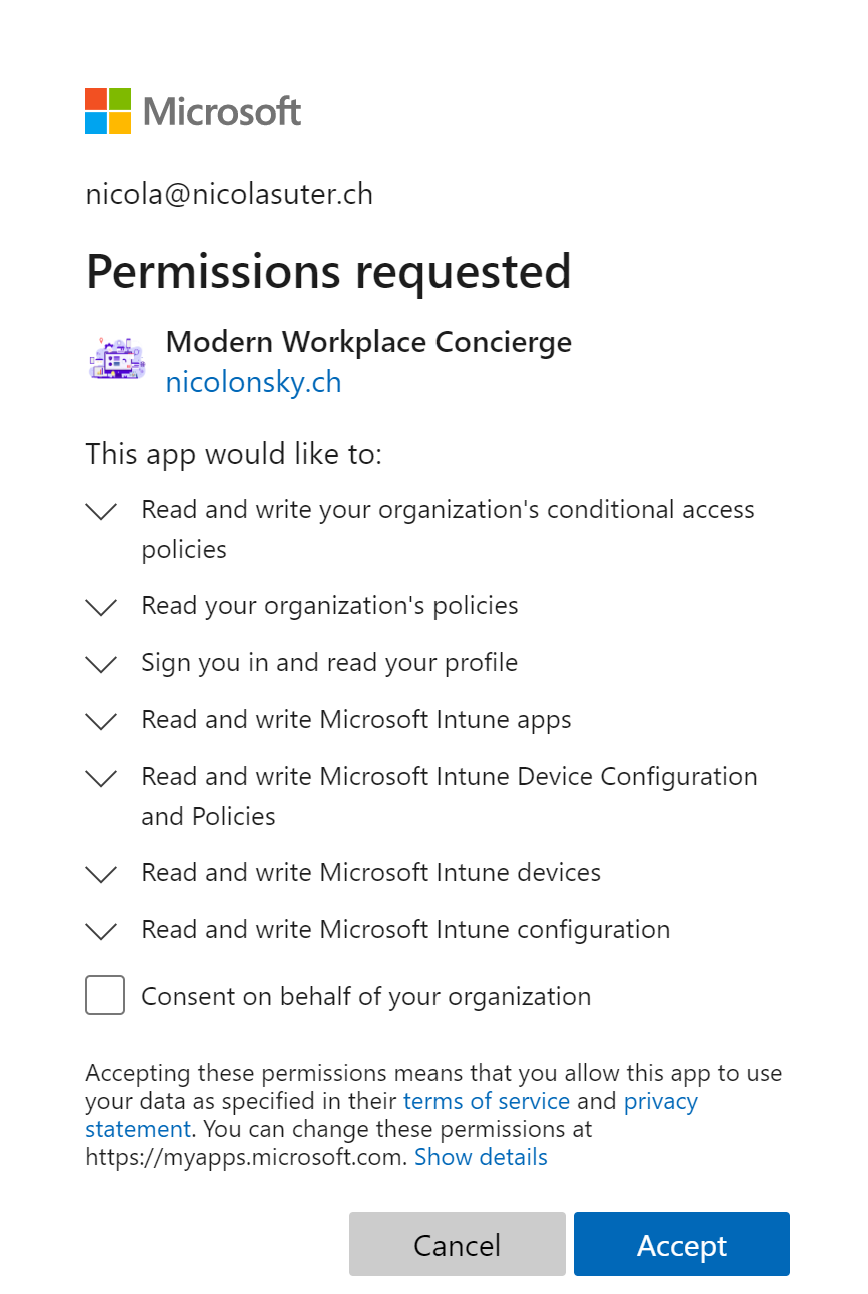 Microsoft
nicola@nicolasuter.ch
Permissions requested
Modern Workplace Concierge
nicolonsky.ch
This app would like to:
Read and write your organization's conditional access
policies
Read your organization's policies
Sign you in and read your profile
Read and write Microsoft Intune apps
Read and write Microsoft Intune Device Configuration
and Policies
Read and write Microsoft Intune devices
Read and write Microsoft Intune configuration
Consent on behalf of your organization
Accepting these permissions means that you allow this app to use
your data as specified in their terms of service and privacy
statement. You can change these permissions at
https://myapps.microsoft.com. Show details
Cancel
Accept